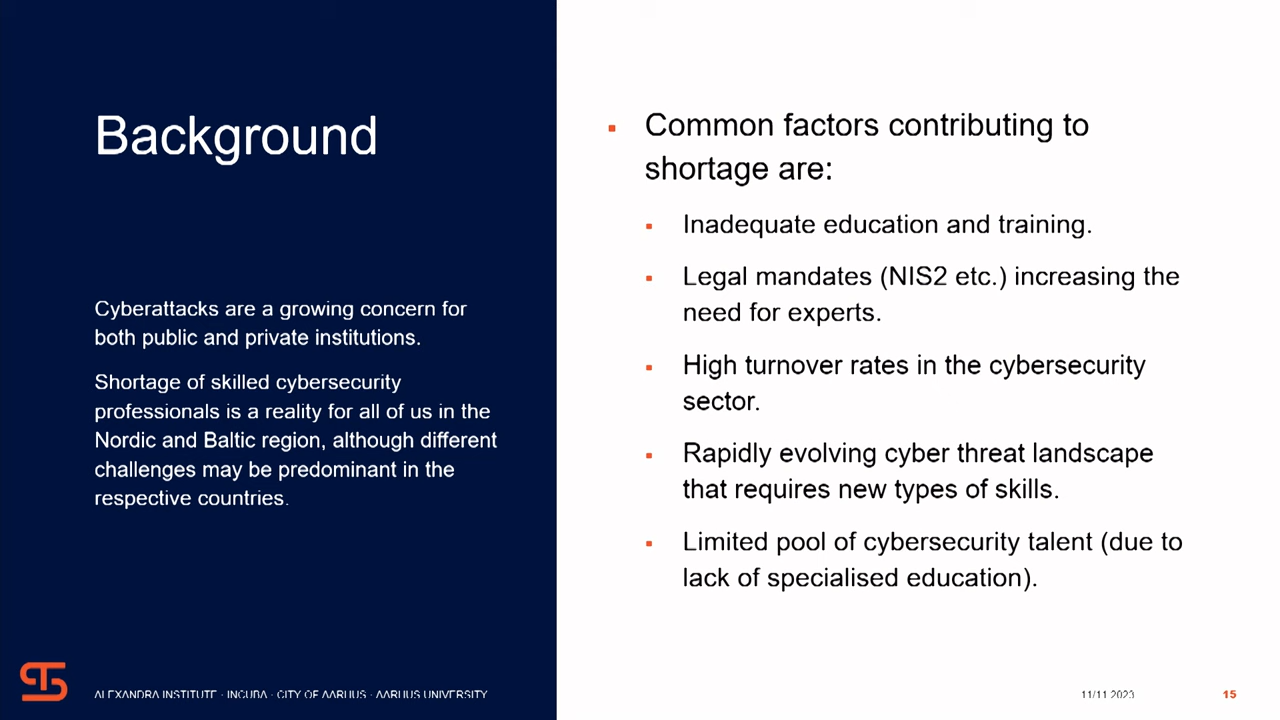 Background
Cyberattacks are a growing concern for
both public and private institutions.
Shortage of skilled cybersecurity
professionals is a reality for all of us in the
Nordic and Baltic region, although different
challenges may be predominant in the
respective countries.
Common factors contributing to
shortage are:
Inadequate education and training.
Legal mandates (NIS2 etc.) increasing the
need for experts.
High turnover rates in the cybersecurity
sector.
Rapidly evolving cyber threat landscape
that requires new types of skills.
Limited pool of cybersecurity talent (due to
lack of specialised education).
ALEXANDRA INSTITUTE · INCUBA · CITY OF AARHUS · AARHUS UNIVERSITY
11/11 2023
15